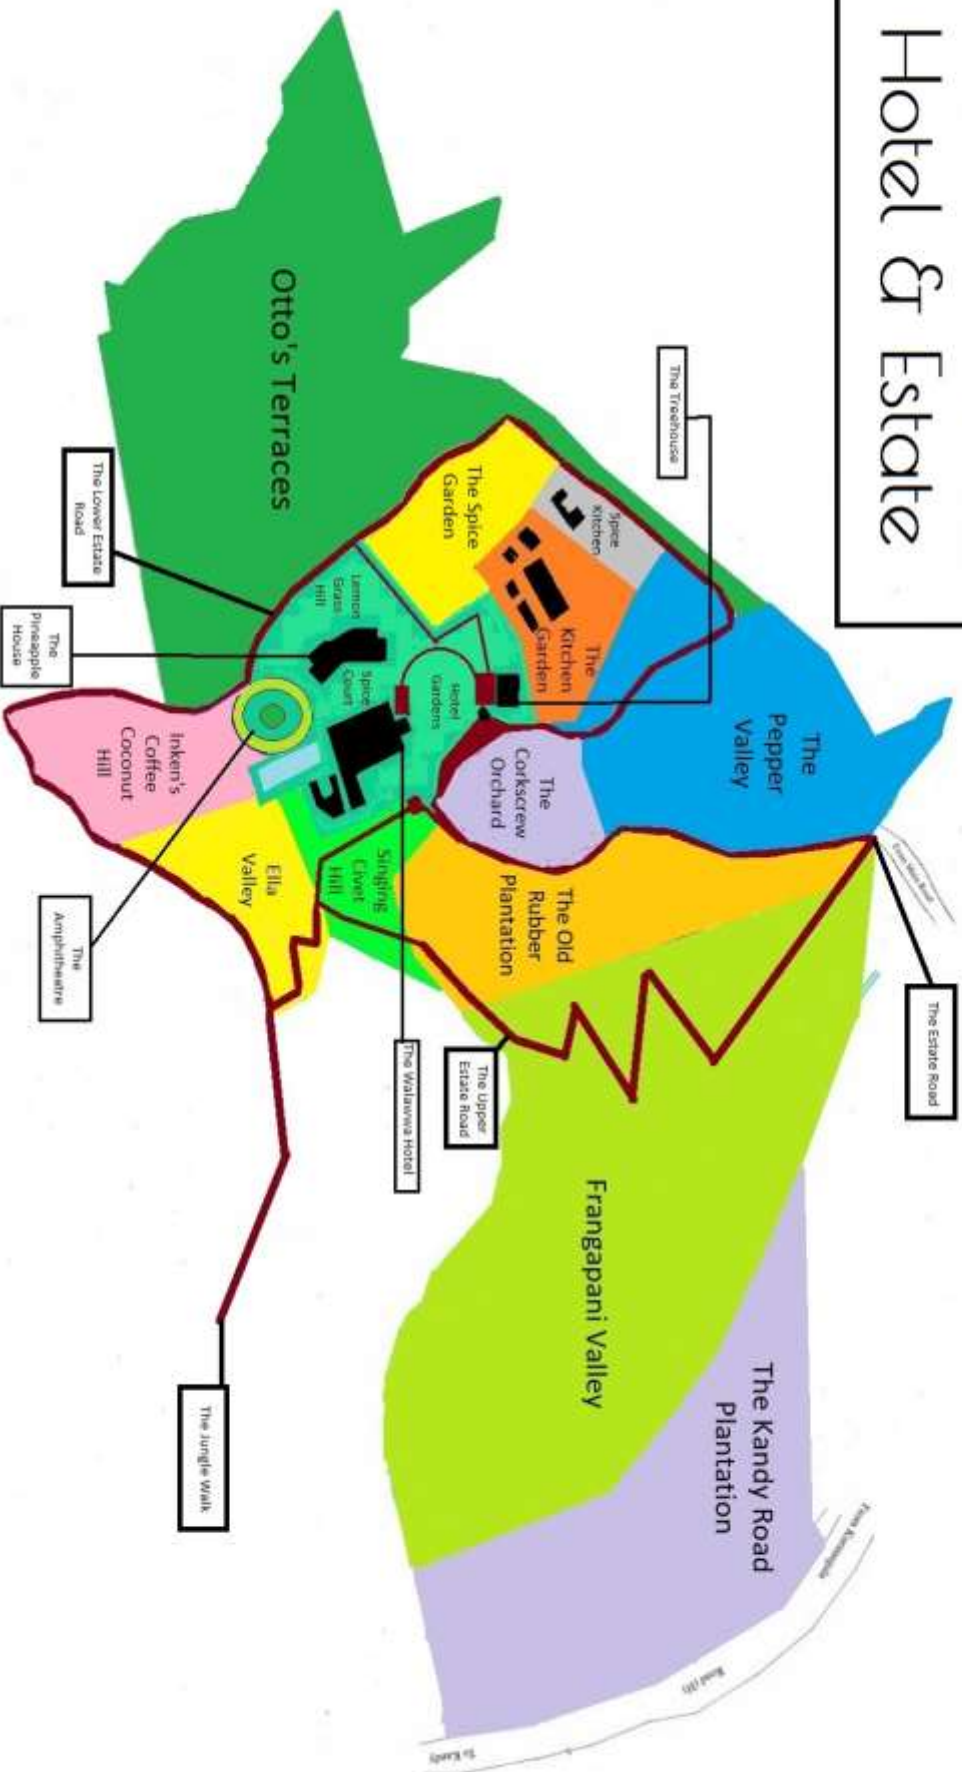 Hotel & Estate
From Main Road
The Estate Road
The Treehouse
The
Pepper
Valley
Spice
Kitchen
The
Kitchen
Garden
The Spice
Garden
The
Corkscrew
Orchard
Hotel
Gardens
Otto's Terraces
Lemon
Grass
Hill
Spice
Court
The Old
Rubber
Plantation
Singing
Civet
Hill
Ella
Valley
Inken's
Coffee
Coconut
Hill
The Lower Estate
Road
The
Pineapple
House
The
Amphitheatre
The Walawwa Hotel
The Upper
Estate Road
Frangapani Valley
The Kandy Road
Plantation
The Jungle Walk
To Kandy